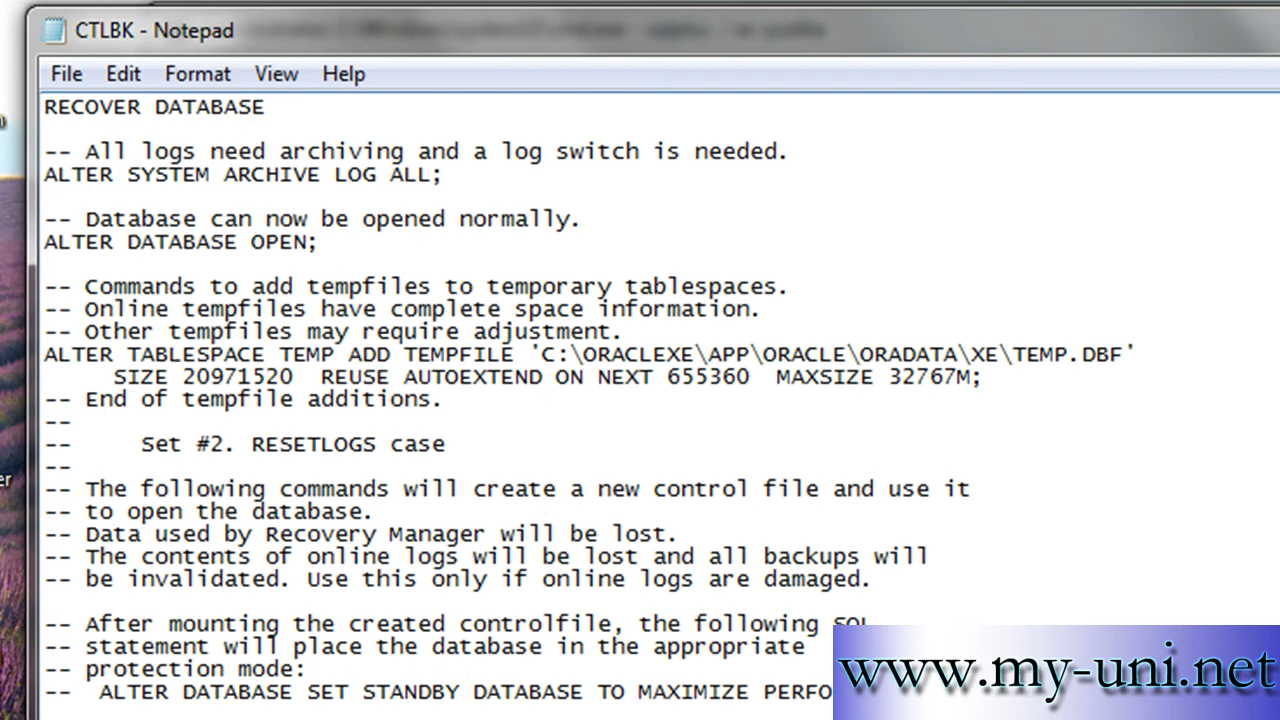 CTLBK - Notepad
File Edit Format View Help
RECOVER DATABASE
-- All logs need archiving and a log switch is needed.
ALTER SYSTEM ARCHIVE LOG ALL;
-- Database can now be opened normally.
ALTER DATABASE OPEN;
-- Commands to add tempfiles to temporary tablespaces.
-- Online tempfiles have complete space information.
-- Other tempfiles may require adjustment.
ALTER TABLESPACE TEMP ADD TEMPFILE 'C:\ORACLEXE\APP\ORACLE\ORADATA\XE\TEMP.DBF'
SIZE 20971520 REUSE AUTOEXTEND ON NEXT 655360 MAXSIZE 32767M;
-- End of tempfile additions.
--
-- Set #2. RESETLOGS case
--
-- The following commands will create a new control file and use it
-- to open the database.
-- Data used by Recovery Manager will be lost.
-- The contents of online logs will be lost and all backups will
-- be invalidated. Use this only if online logs are damaged.
-- After mounting the created controlfile, the following SQL
-- statement will place the database in the appropriate
-- protection mode:
-- ALTER DATABASE SET STANDBY DATABASE TO MAXIMIZE PERFO
www.my-uni.net